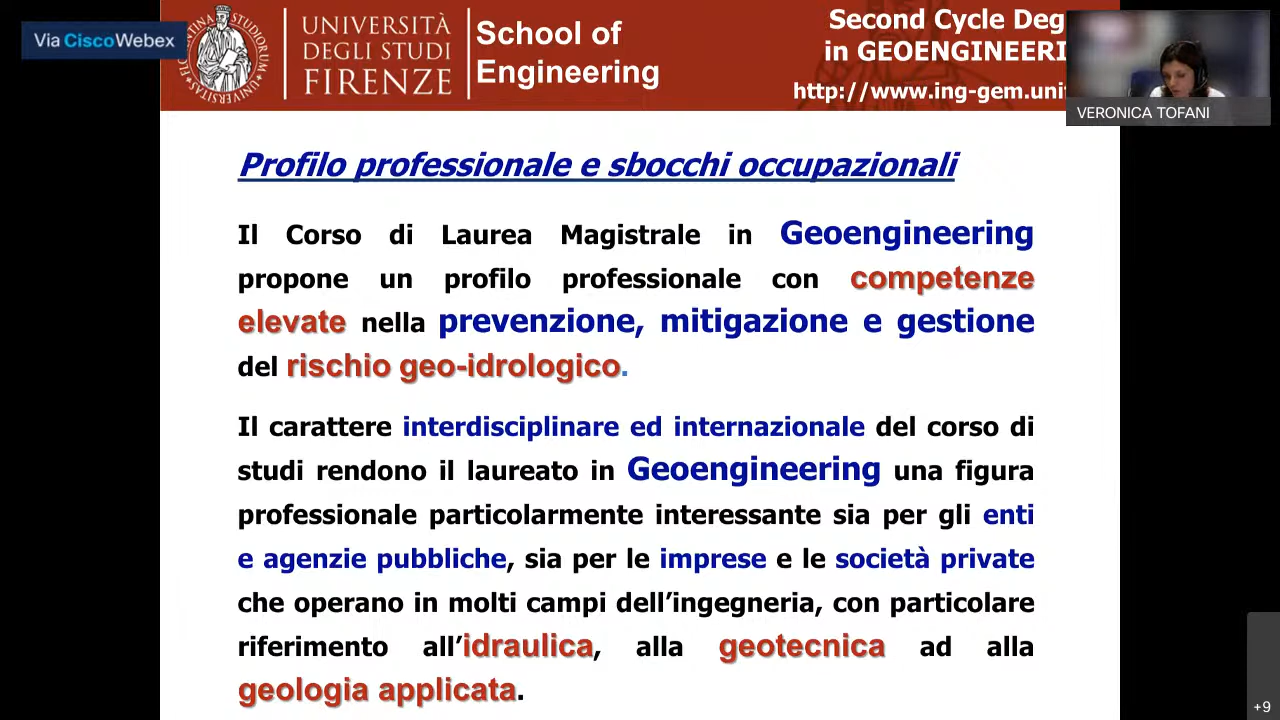 Via Cisco Webex
UNIVERSITÀ
DEGLI STUDI
FIRENZE
School of
Engineering
Second Cycle Deg
in GEOENGINEERI
http://www.ing-gem.uni
VERONICA TOFANI
Profilo professionale e sbocchi occupazionali
Il Corso di Laurea Magistrale in Geoengineering
propone un profilo professionale con competenze
elevate nella prevenzione, mitigazione e gestione
del rischio geo-idrologico.
Il carattere interdisciplinare ed internazionale del corso di
studi rendono il laureato in Geoengineering una figura
professionale particolarmente interessante sia per gli enti
e agenzie pubbliche, sia per le imprese e le società private
che operano in molti campi dell’ingegneria, con particolare
riferimento all’idraulica, alla geotecnica ad alla
geologia applicata.
+9